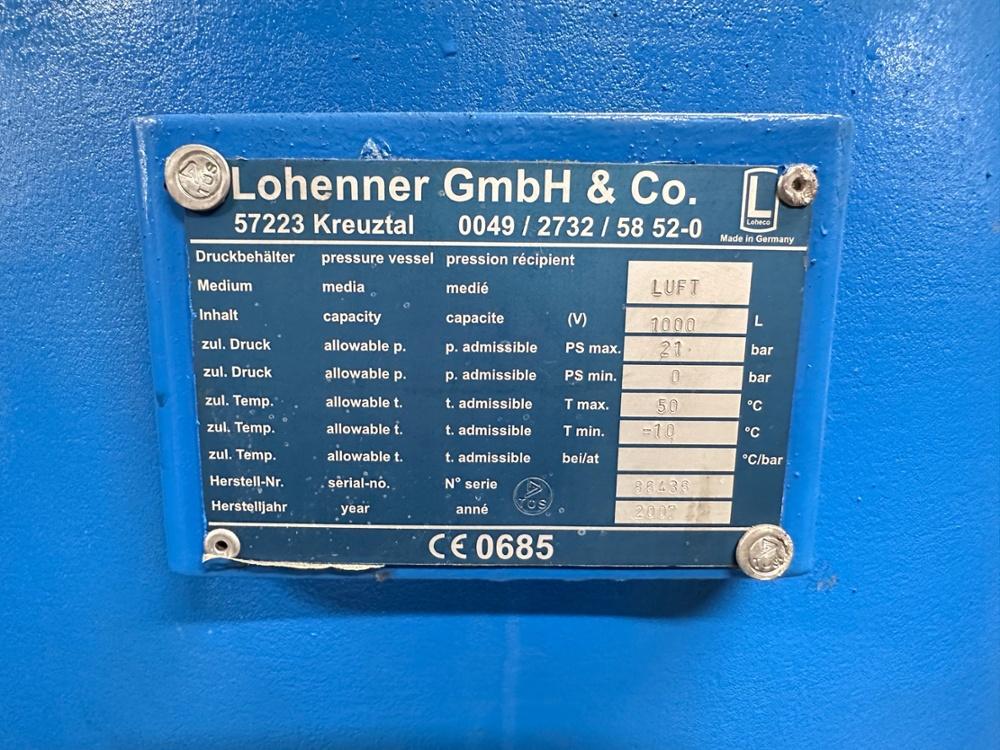 Lohenner GmbH & Co.
57223 Kreuztal 0049 / 2732 / 58 52-0
L
Loheco
Made in Germany
Druckbehälter pressure vessel pression récipient
Medium media medié LUFT
Inhalt capacity capacite (V) 1000 L
zul. Druck allowable p. p. admissible PS max. 21 bar
zul. Druck allowable p. p. admissible PS min. 0 bar
zul. Temp. allowable t. t. admissible T max. 50 °C
zul. Temp. allowable t. t. admissible T min. -10 °C
zul. Temp. allowable t. t. admissible bei/at °C/bar
Herstell-Nr. serial-no. N° serie
Herstelljahr year anné 2007
CE 0685